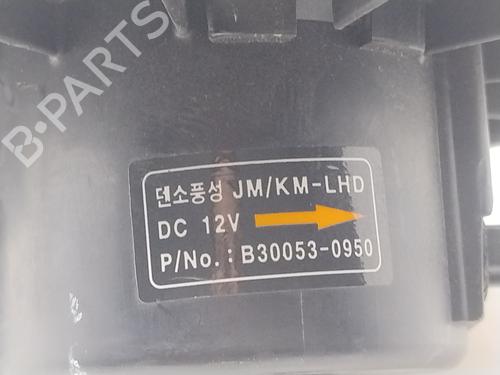 B-PARTS
덴소풍성 JM/KM-LHD
DC 12V
P/No.: B30053-0950